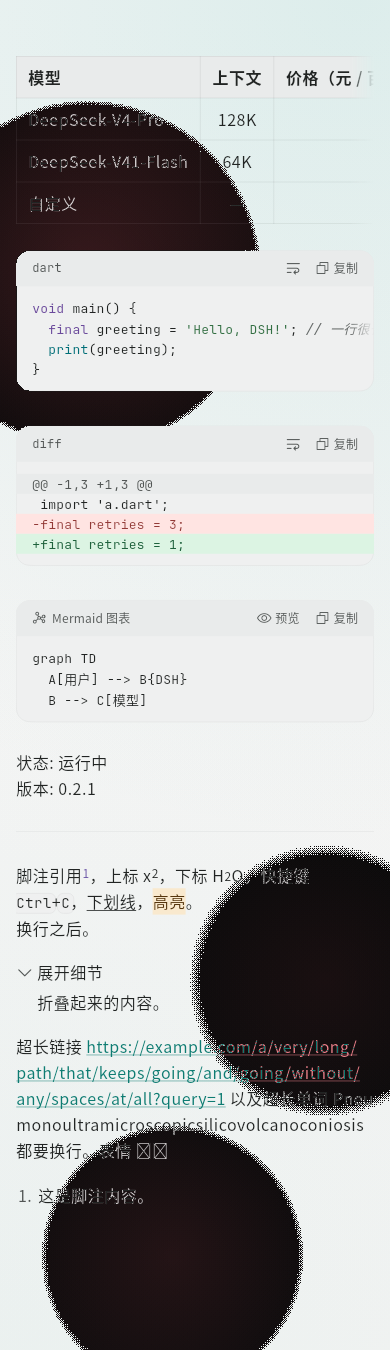 模型 上下文 价格（元 /
DeepSeek V4-Pro 128K
DeepSeek V41-Flash 64K
自定义 —
dart 复制
void main() {
  final greeting = 'Hello, DSH!'; // 一行很
  print(greeting);
}
diff 复制
@@ -1,3 +1,3 @@
 import 'a.dart';
-final retries = 3;
+final retries = 1;
Mermaid 图表 预览 复制
graph TD
  A[用户] --> B{DSH}
  B --> C[模型]
状态: 运行中
版本: 0.2.1
脚注引用1，上标 x2，下标 H2O，快捷键
Ctrl+C，下划线，高亮。
换行之后。
展开细节
折叠起来的内容。
超长链接 https://example.com/a/very/long/
path/that/keeps/going/and/going/without/
any/spaces/at/all?query=1 以及超长单词 Pneu
monoultramicroscopicsilicovolcanoconiosis
都要换行。表情
1. 这是脚注内容。